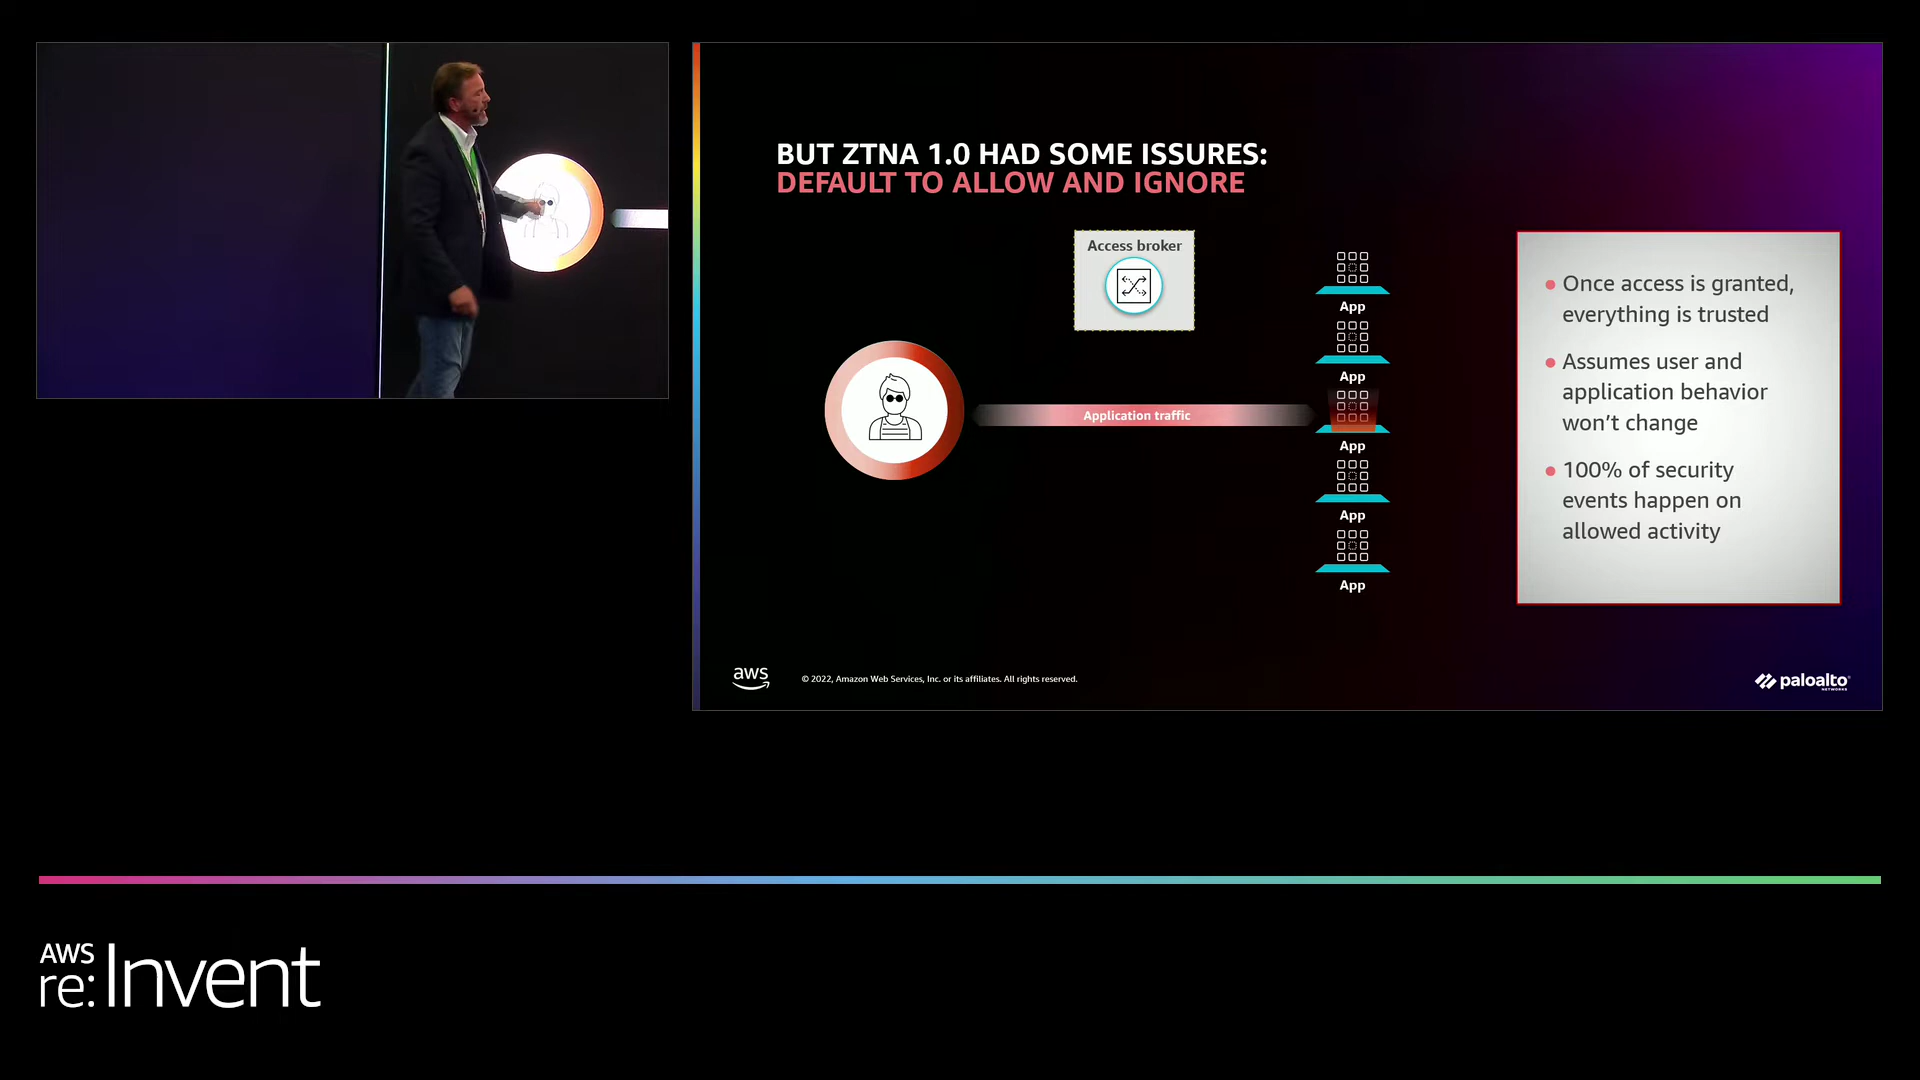 BUT ZTNA 1.0 HAD SOME ISSURES:
DEFAULT TO ALLOW AND IGNORE
Access broker
App
App
Application traffic
App
App
App
Once access is granted,
everything is trusted
Assumes user and
application behavior
won’t change
100% of security
events happen on
allowed activity
aws
© 2022, Amazon Web Services, Inc. or its affiliates. All rights reserved.
paloalto
NETWORKS
AWS
re:Invent